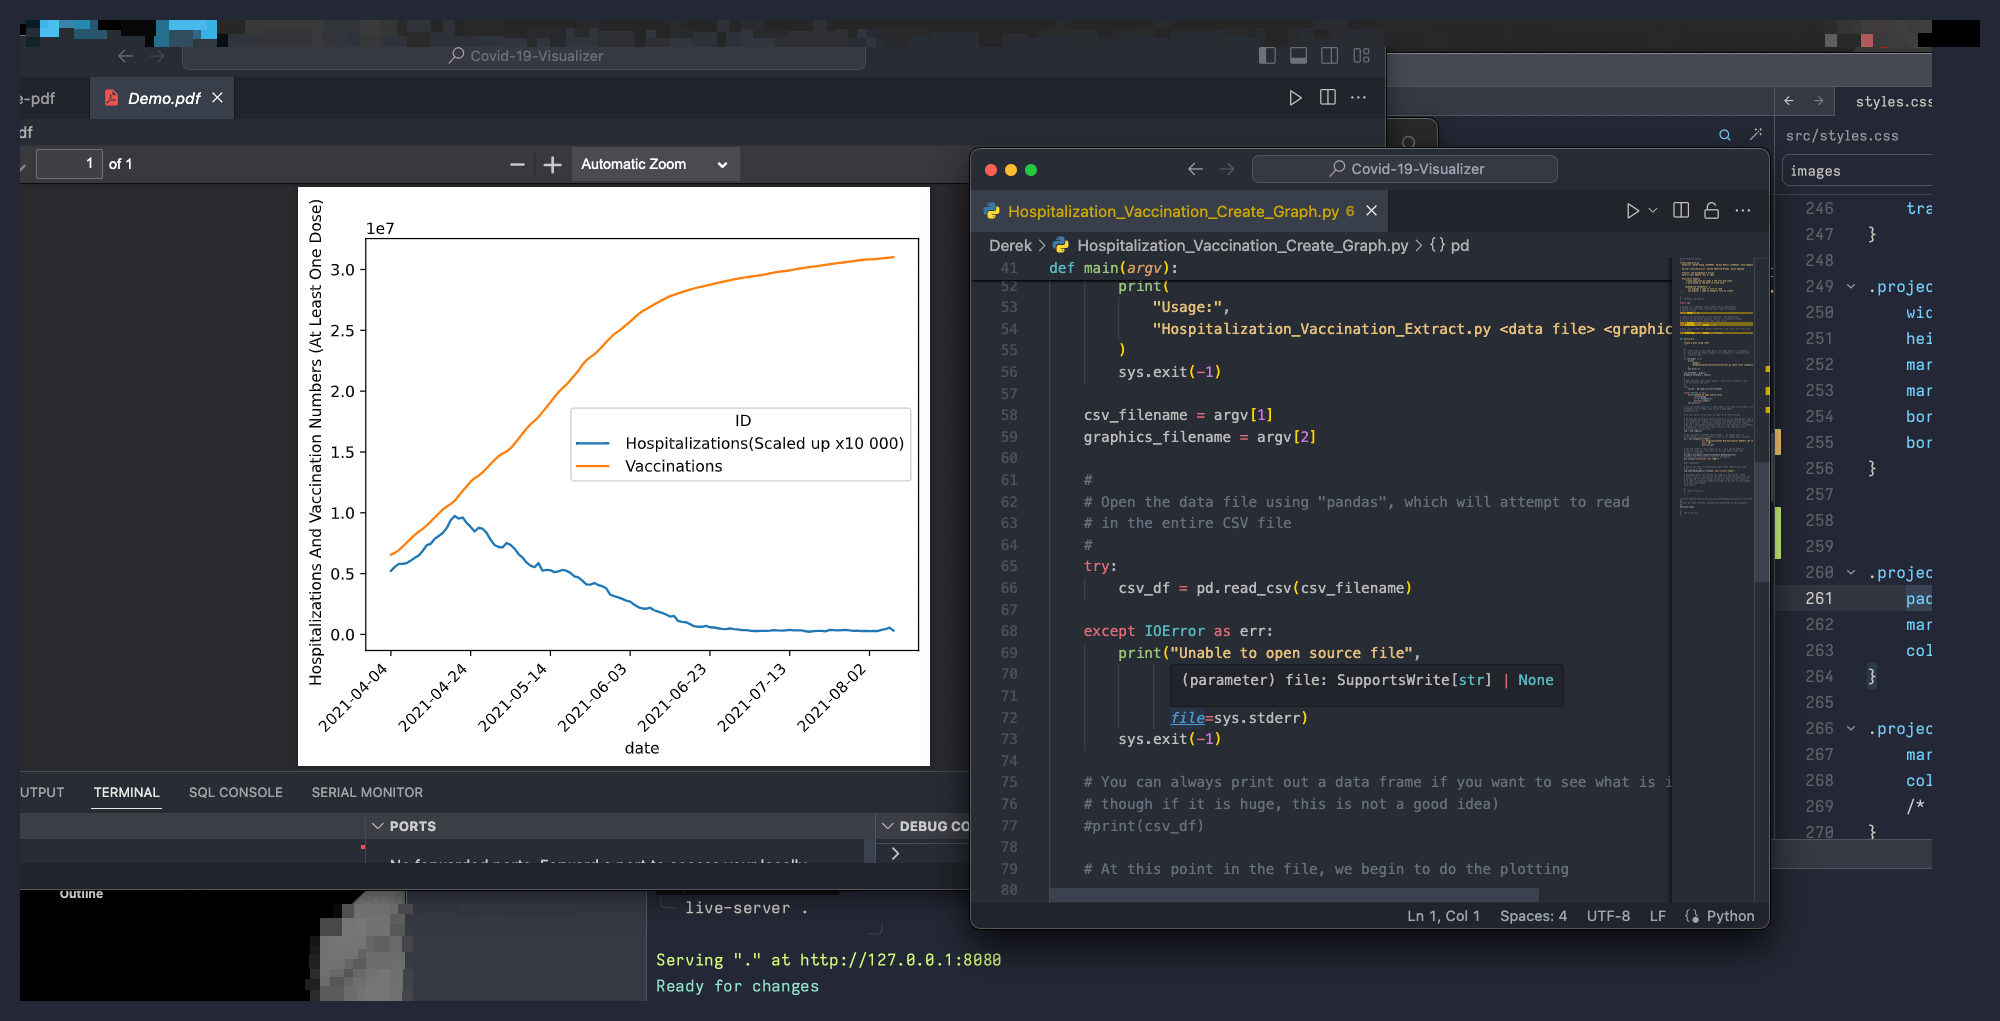 Covid-19-Visualizer
e-pdf
Demo.pdf
df
1 of 1
Automatic Zoom
Hospitalizations And Vaccination Numbers (At Least One Dose)
1e7
3.0
2.5
2.0
1.5
1.0
0.5
0.0
ID
Hospitalizations(Scaled up x10 000)
Vaccinations
2021-04-04
2021-04-24
2021-05-14
2021-06-03
2021-06-23
2021-07-13
2021-08-02
date
UTPUT
TERMINAL
SQL CONSOLE
SERIAL MONITOR
PORTS
DEBUG CO
No forwarded ports. Forward a port to access your locally
Outline
live-server .
Serving "." at http://127.0.0.1:8080
Ready for changes
Covid-19-Visualizer
Hospitalization_Vaccination_Create_Graph.py 6
Derek > Hospitalization_Vaccination_Create_Graph.py > {} pd
41 def main(argv):
52 print(
53 "Usage:",
54 "Hospitalization_Vaccination_Extract.py <data file> <graphic
55 )
56 sys.exit(-1)
57
58 csv_filename = argv[1]
59 graphics_filename = argv[2]
60
61 #
62 # Open the data file using "pandas", which will attempt to read
63 # in the entire CSV file
64 #
65 try:
66 csv_df = pd.read_csv(csv_filename)
67
68 except IOError as err:
69 print("Unable to open source file",
70 (parameter) file: SupportsWrite[str] | None
71
72 file=sys.stderr)
73 sys.exit(-1)
74
75 # You can always print out a data frame if you want to see what is i
76 # though if it is huge, this is not a good idea)
77 #print(csv_df)
78
79 # At this point in the file, we begin to do the plotting
80
Ln 1, Col 1 Spaces: 4 UTF-8 LF Python
styles.css
src/styles.css
images
246 tra
247 }
248
249 .projec
250 wid
251 hei
252 mar
253 mar
254 bor
255 bor
256 }
257
258
259
260 .projec
261 pad
262 mar
263 col
264 }
265
266 .projec
267 mar
268 col
269 /*
270 }